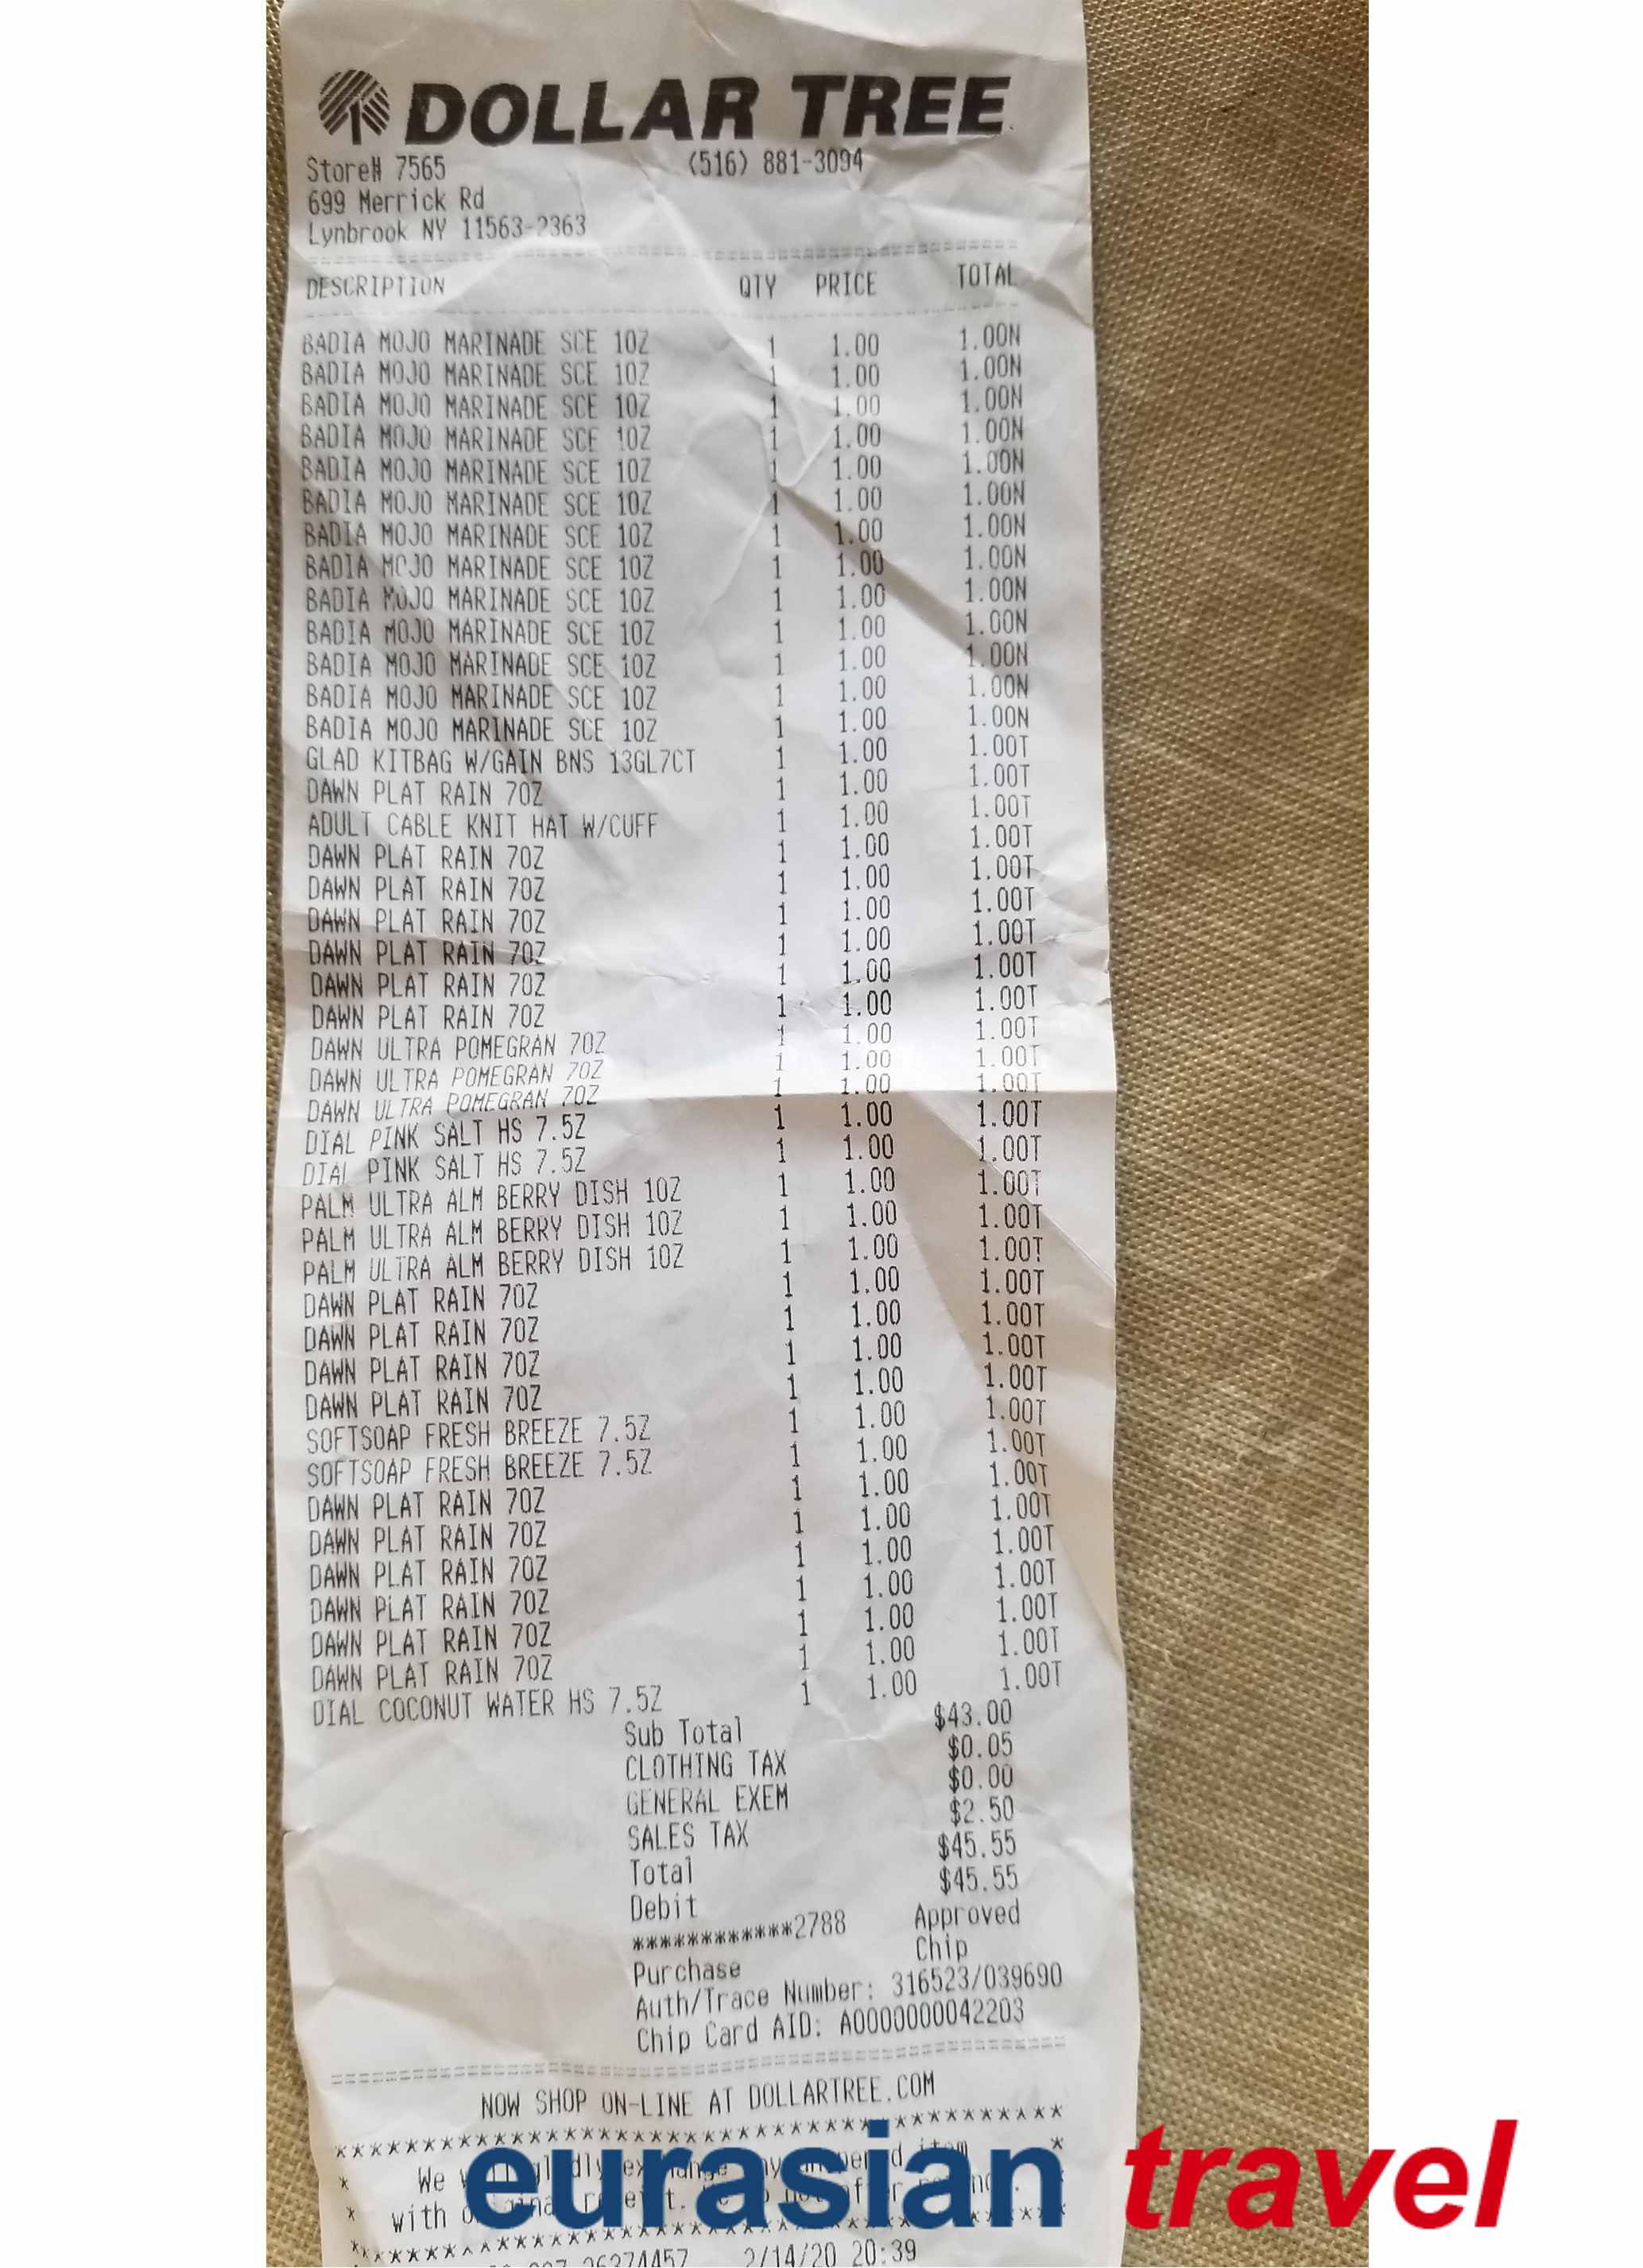 DOLLAR TREE
Store# 7565 (516) 881-3094
699 Merrick Rd
Lynbrook NY 11563-2363
DESCRIPTION QTY PRICE TOTAL
BADIA MOJO MARINADE SCE 10Z 1 1.00 1.00N
BADIA MOJO MARINADE SCE 10Z 1 1.00 1.00N
BADIA MOJO MARINADE SCE 10Z 1 1.00 1.00N
BADIA MOJO MARINADE SCE 10Z 1 1.00 1.00N
BADIA MOJO MARINADE SCE 10Z 1 1.00 1.00N
BADIA MOJO MARINADE SCE 10Z 1 1.00 1.00N
BADIA MOJO MARINADE SCE 10Z 1 1.00 1.00N
BADIA MOJO MARINADE SCE 10Z 1 1.00 1.00N
BADIA MOJO MARINADE SCE 10Z 1 1.00 1.00N
BADIA MOJO MARINADE SCE 10Z 1 1.00 1.00N
BADIA MOJO MARINADE SCE 10Z 1 1.00 1.00N
BADIA MOJO MARINADE SCE 10Z 1 1.00 1.00N
BADIA MOJO MARINADE SCE 10Z 1 1.00 1.00N
GLAD KITBAG W/GAIN BNS 13GL7CT 1 1.00 1.00T
DAWN PLAT RAIN 7OZ 1 1.00 1.00T
ADULT CABLE KNIT HAT W/CUFF 1 1.00 1.00T
DAWN PLAT RAIN 7OZ 1 1.00 1.00T
DAWN PLAT RAIN 7OZ 1 1.00 1.00T
DAWN PLAT RAIN 7OZ 1 1.00 1.00T
DAWN PLAT RAIN 7OZ 1 1.00 1.00T
DAWN PLAT RAIN 7OZ 1 1.00 1.00T
DAWN PLAT RAIN 7OZ 1 1.00 1.00T
DAWN ULTRA POMEGRAN 7OZ 1 1.00 1.00T
DAWN ULTRA POMEGRAN 7OZ 1 1.00 1.00T
DAWN ULTRA POMEGRAN 7OZ 1 1.00 1.00T
DIAL PINK SALT HS 7.5Z 1 1.00 1.00T
DIAL PINK SALT HS 7.5Z 1 1.00 1.00T
PALM ULTRA ALM BERRY DISH 10Z 1 1.00 1.00T
PALM ULTRA ALM BERRY DISH 10Z 1 1.00 1.00T
PALM ULTRA ALM BERRY DISH 10Z 1 1.00 1.00T
DAWN PLAT RAIN 7OZ 1 1.00 1.00T
DAWN PLAT RAIN 7OZ 1 1.00 1.00T
DAWN PLAT RAIN 7OZ 1 1.00 1.00T
DAWN PLAT RAIN 7OZ 1 1.00 1.00T
SOFTSOAP FRESH BREEZE 7.5Z 1 1.00 1.00T
SOFTSOAP FRESH BREEZE 7.5Z 1 1.00 1.00T
DAWN PLAT RAIN 7OZ 1 1.00 1.00T
DAWN PLAT RAIN 7OZ 1 1.00 1.00T
DAWN PLAT RAIN 7OZ 1 1.00 1.00T
DAWN PLAT RAIN 7OZ 1 1.00 1.00T
DAWN PLAT RAIN 7OZ 1 1.00 1.00T
DAWN PLAT RAIN 7OZ 1 1.00 1.00T
DIAL COCONUT WATER HS 7.5Z 1 1.00 1.00T
Sub Total $43.00
CLOTHING TAX $0.05
GENERAL EXEM $0.00
SALES TAX $2.50
Total $45.55
Debit $45.55
************2788 Approved
Purchase Chip
Auth/Trace Number: 316523/039690
Chip Card AID: A0000000042203
NOW SHOP ON-LINE AT DOLLARTREE.COM
We item
with
eurasian travel
26374457 2/14/20 20:39